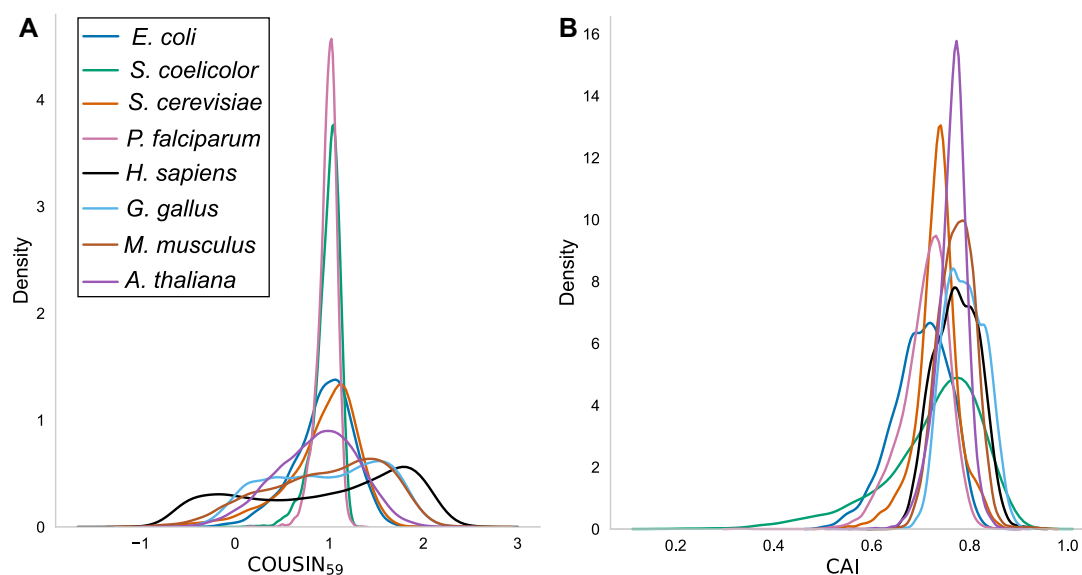 A
E. coli
S. coelicolor
S. cerevisiae
P. falciparum
H. sapiens
G. gallus
M. musculus
A. thaliana
Density
4
3
2
1
0
−1 0 1 2 3
COUSIN59
B
Density
16
14
12
10
8
6
4
2
0
0.2 0.4 0.6 0.8 1.0
CAI